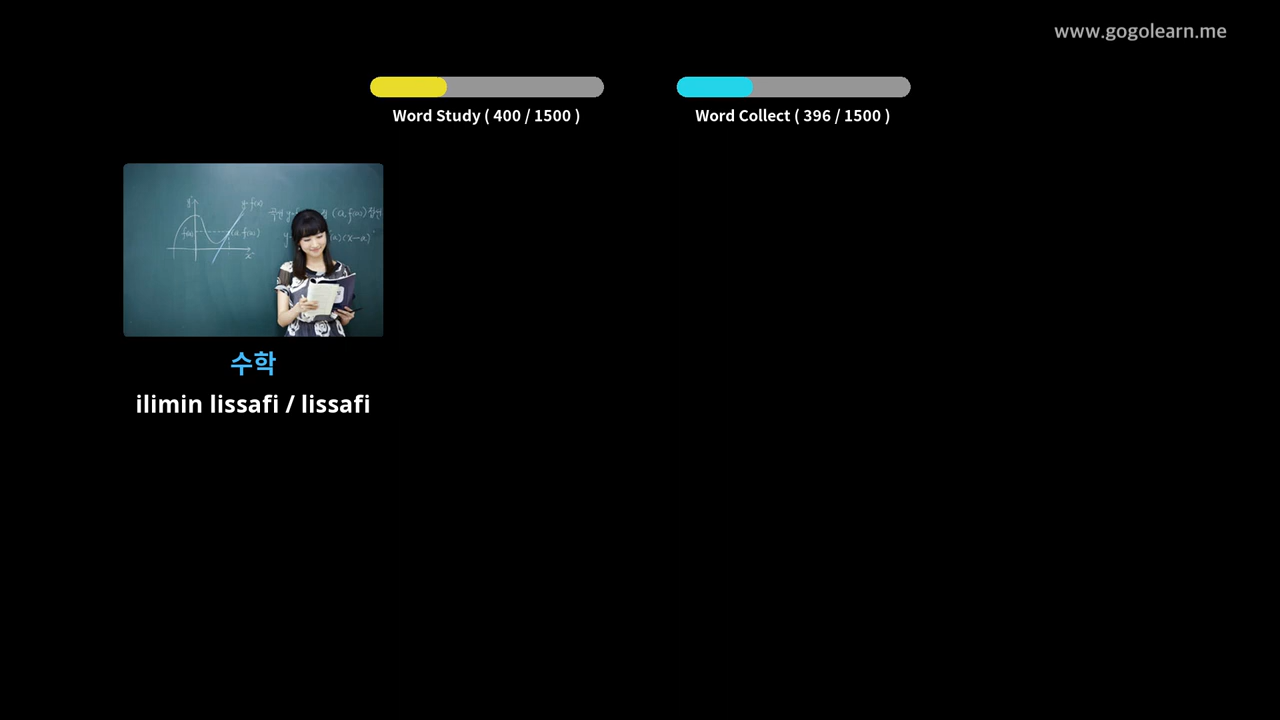 www.gogolearn.me
Word Study ( 400 / 1500 )
Word Collect ( 396 / 1500 )
수학
ilimin lissafi / lissafi